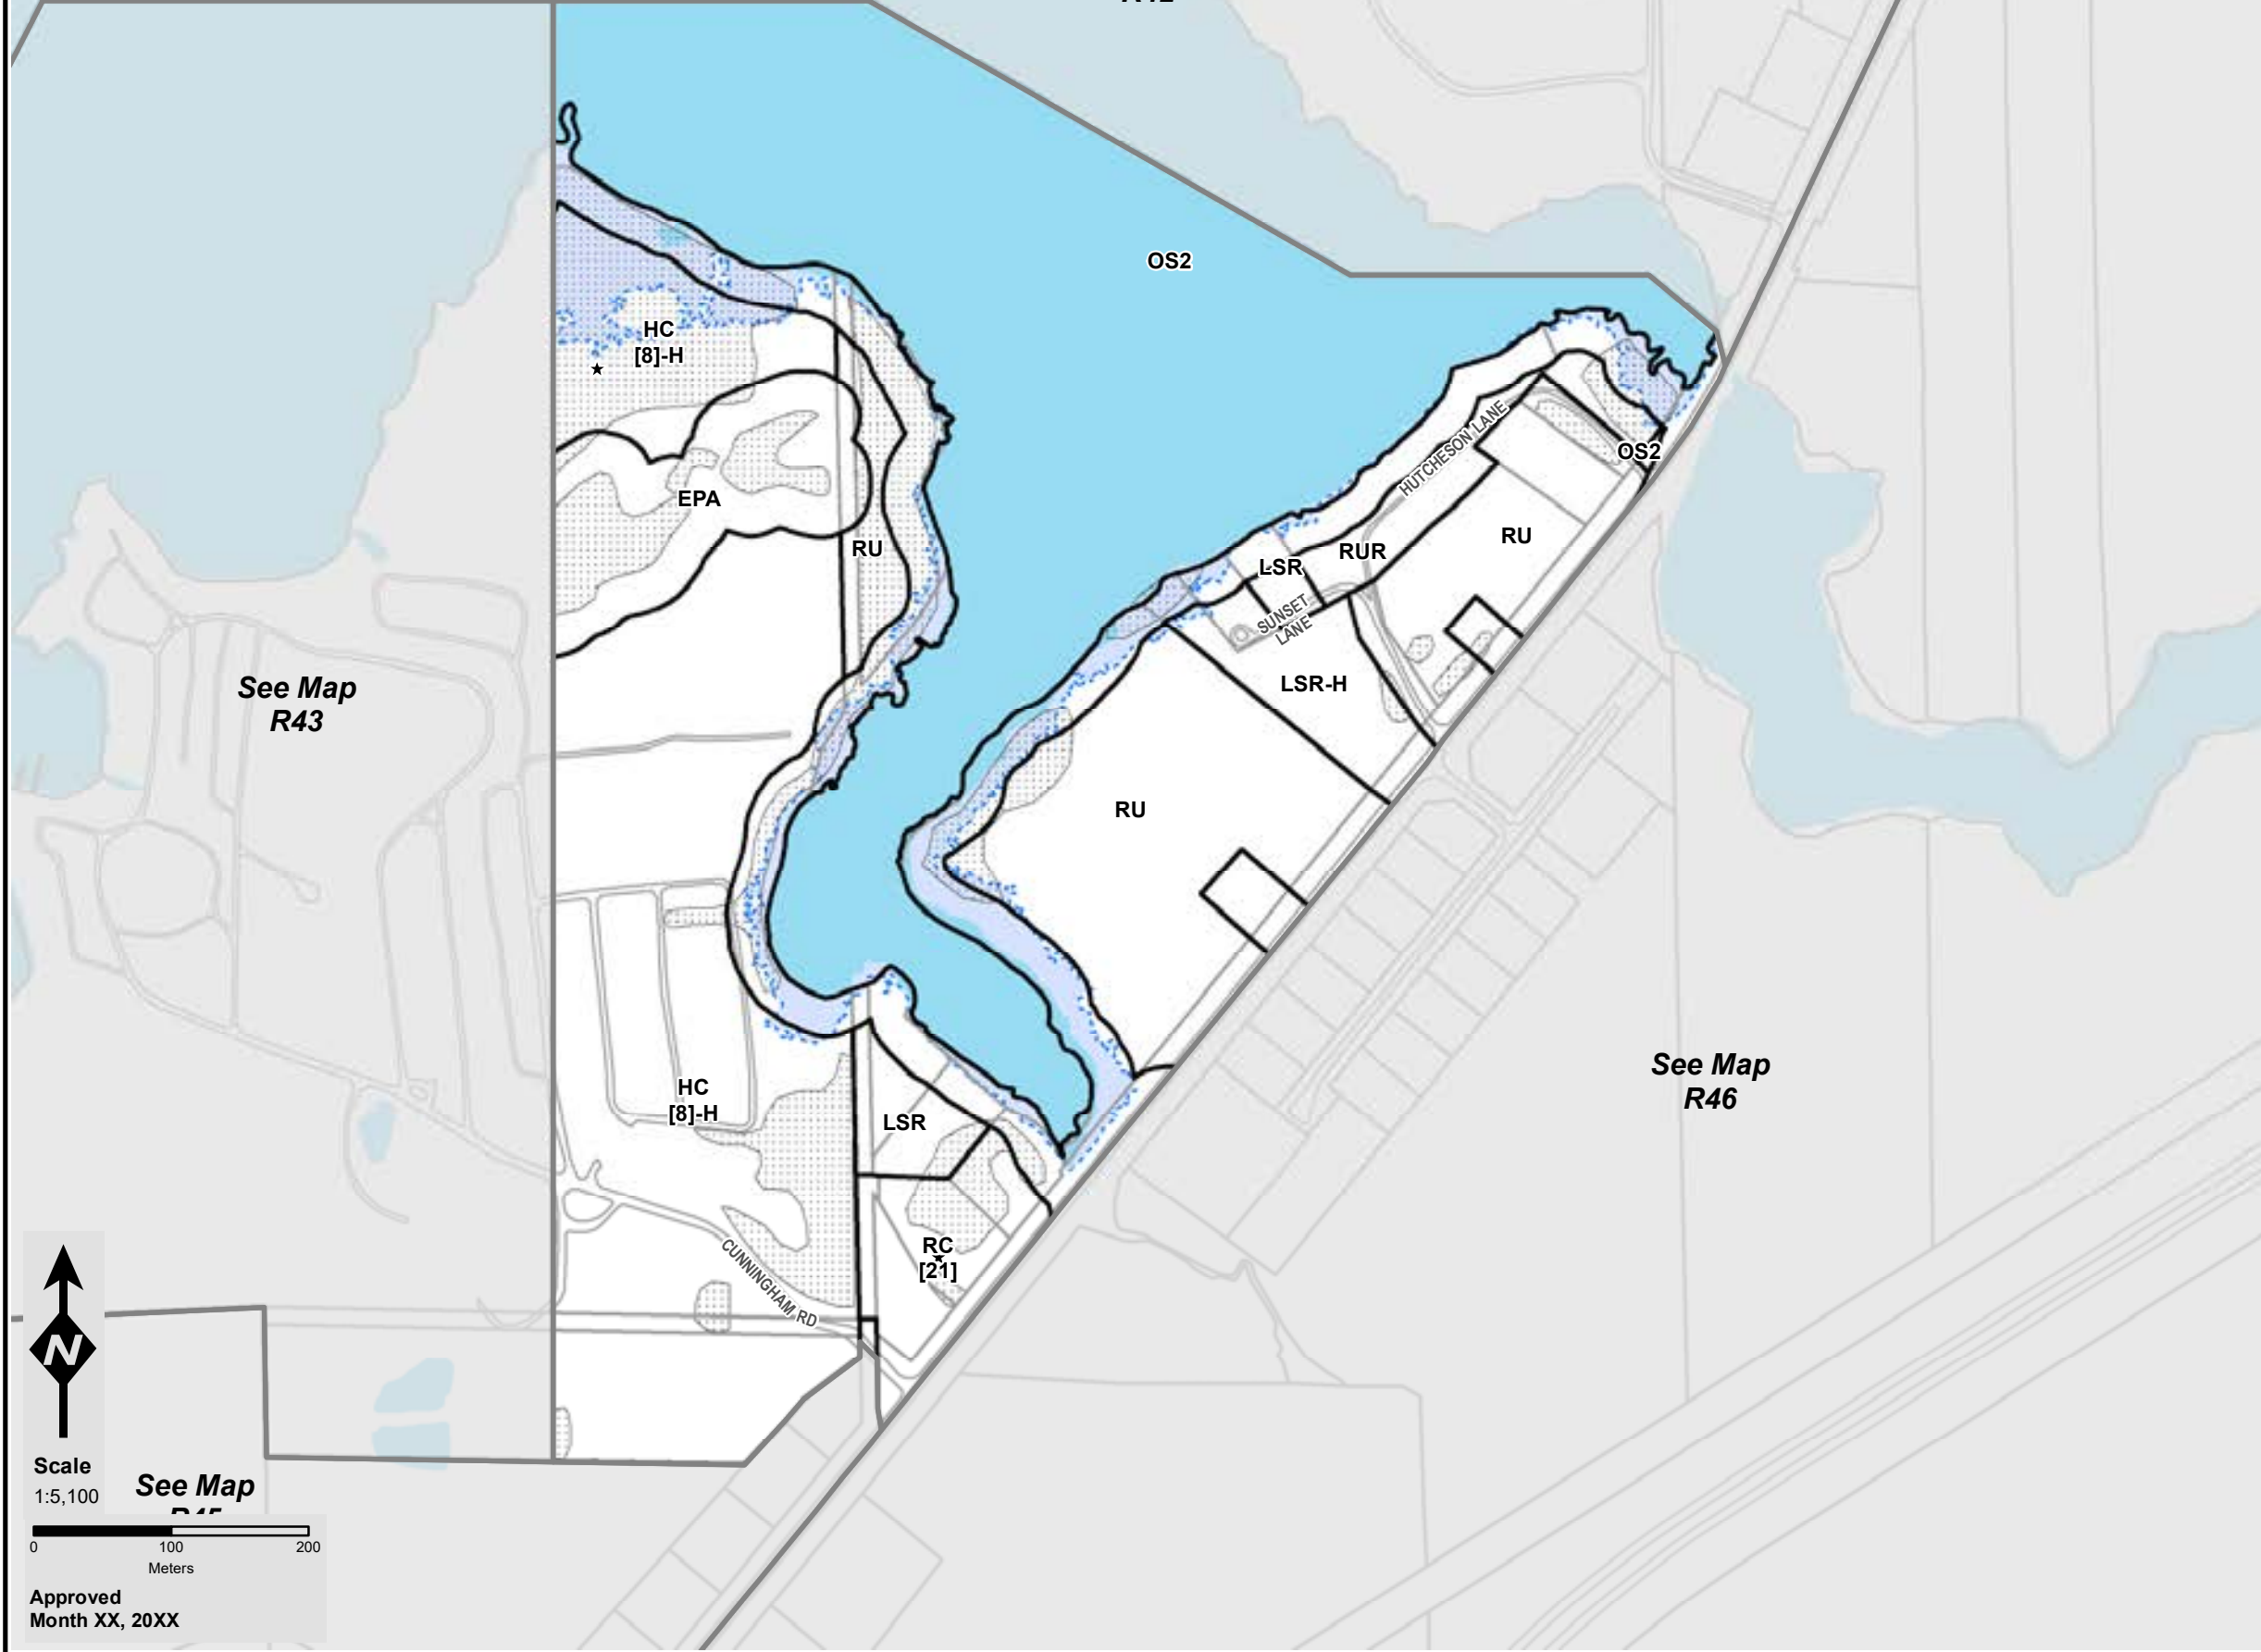 OS2
HC
[8]-H
EPA
RU
HUTCHESON LANE
OS2
RU
RUR
LSR
SUNSET
LANE
LSR-H
See Map
R43
RU
See Map
R46
HC
[8]-H
LSR
RC
[21]
CUNNINGHAM RD
N
Scale
1:5,100
See Map
0 100 200
Meters
Approved
Month XX, 20XX